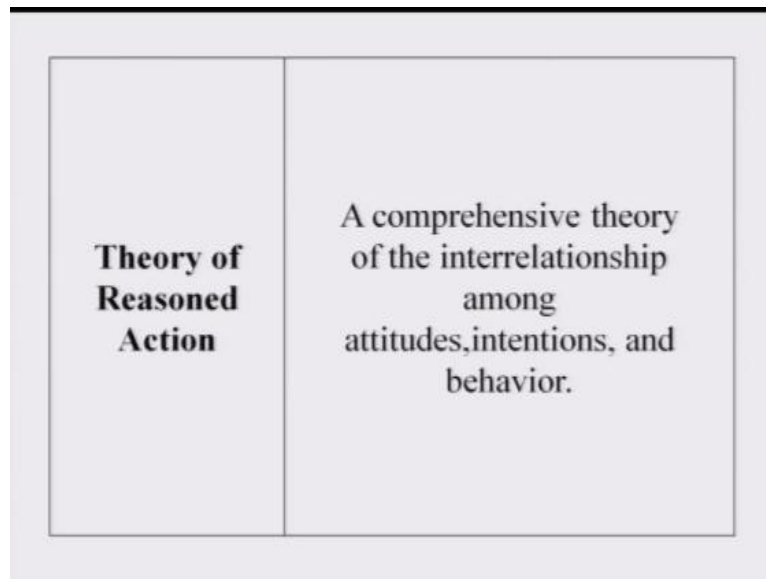 Theory of
Reasoned
Action
A comprehensive theory
of the interrelationship
among
attitudes,intentions, and
behavior.